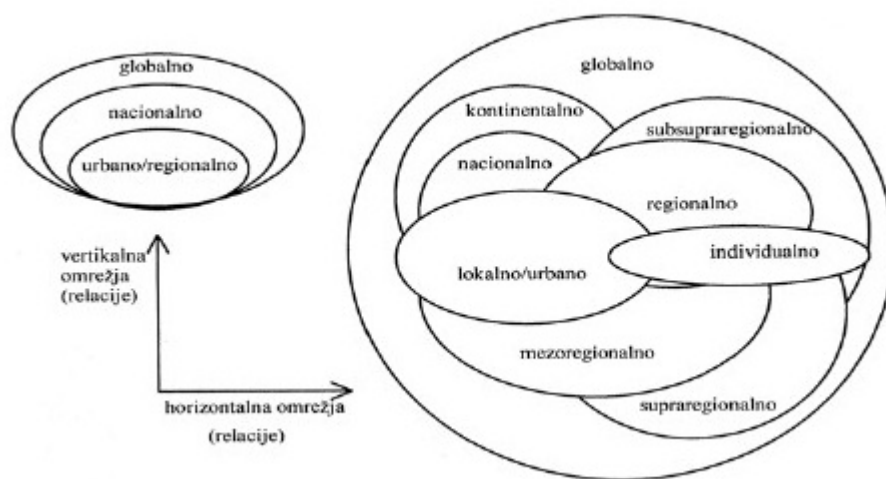 globalno
nacionalno
urbano/regionalno
vertikalna
omrežja
(relacije)
horizontalna omrežja
(relacije)
globalno
kontinentalno
subsupraregionalno
nacionalno
regionalno
individualno
lokalno/urbano
mezoregionalno
supraregionalno